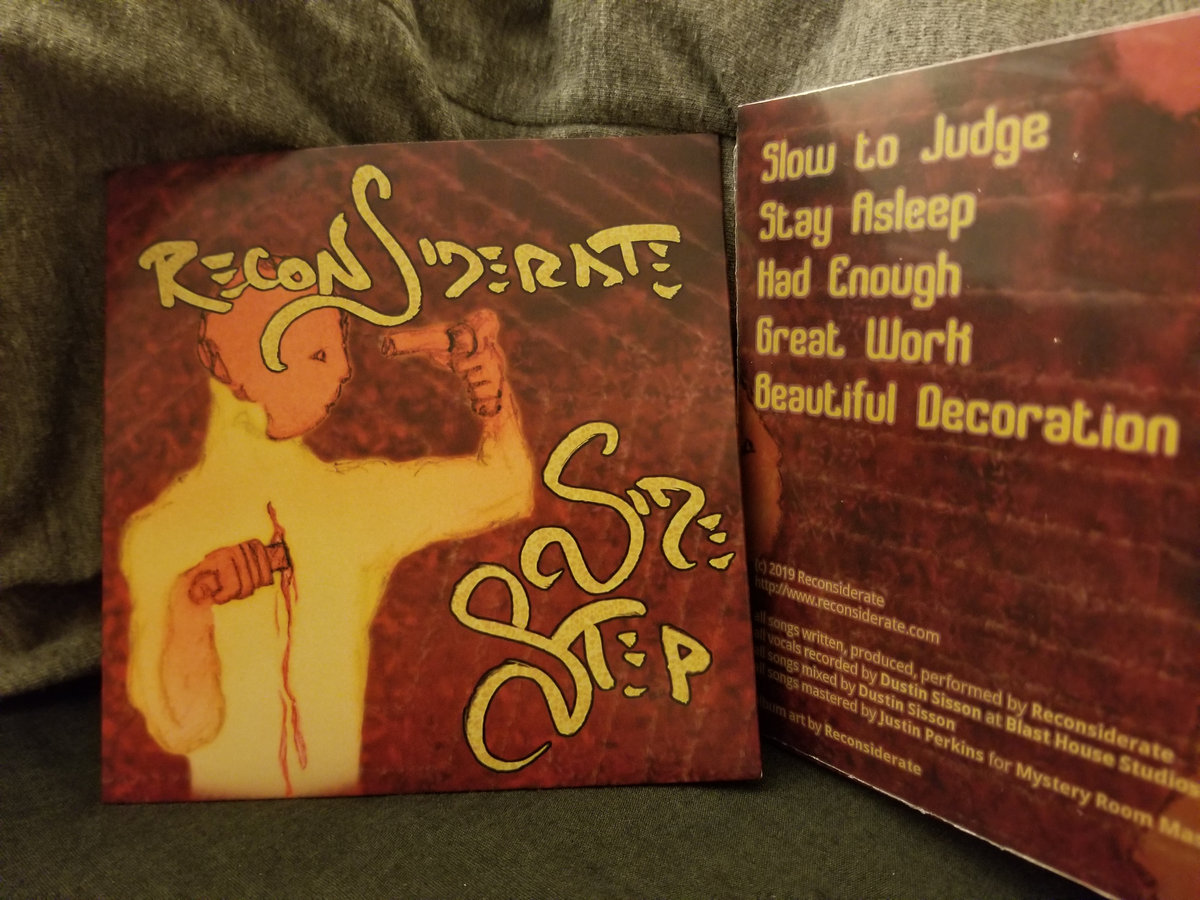 Reconsiderate
Side
Step
Slow to Judge
Stay Asleep
Had Enough
Great Work
Beautiful Decoration
(c) 2019 Reconsiderate
http://www.reconsiderate.com
all songs written, produced, performed by Reconsiderate
all vocals recorded by Dustin Sisson at Blast House Studios
all songs mixed by Dustin Sisson
all songs mastered by Justin Perkins for Mystery Room
album art by Reconsiderate